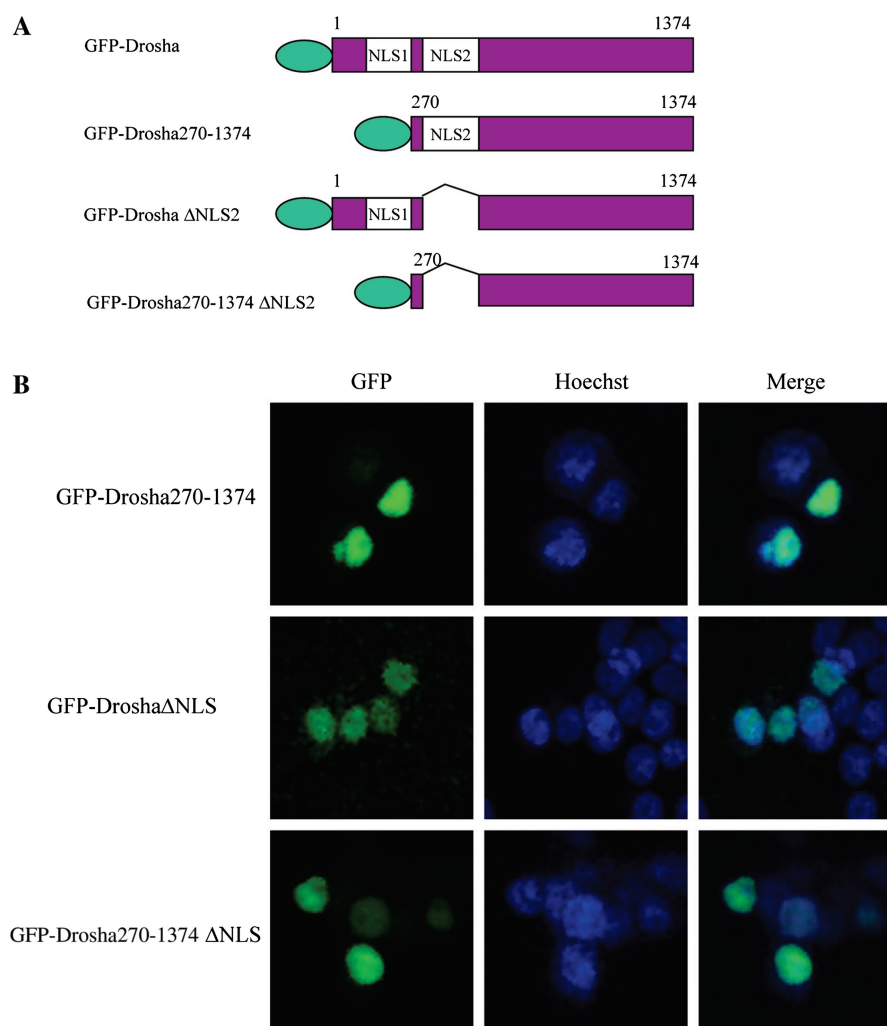 A
1 1374
GFP-Drosha
NLS1 NLS2
270 1374
GFP-Drosha270-1374
NLS2
1 1374
GFP-Drosha ΔNLS2
NLS1
270 1374
GFP-Drosha270-1374 ΔNLS2
B
GFP Hoechst Merge
GFP-Drosha270-1374
GFP-DroshaΔNLS
GFP-Drosha270-1374 ΔNLS